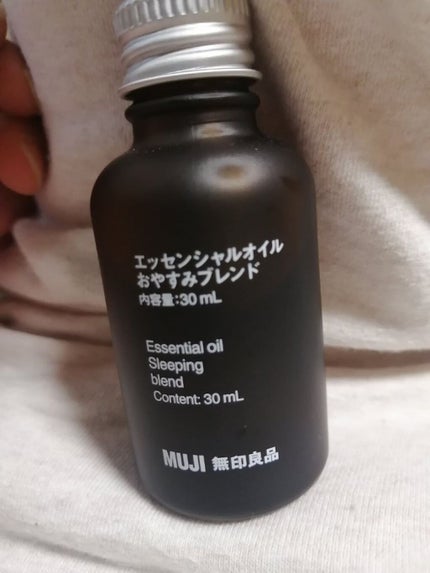 エッセンシャルオイル
おやすみブレンド
内容量:30 mL
Essential oil
Sleeping
blend
Content: 30 mL
MUJI 無印良品